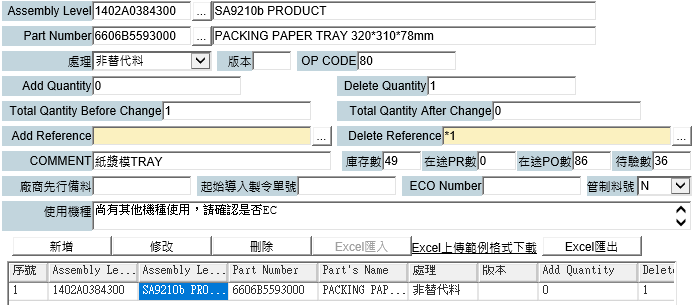 Assembly Level 1402A0384300 ... SA9210b PRODUCT
Part Number 6606B5593000 ... PACKING PAPER TRAY 320*310*78mm
處理 非替代料 版本 OP CODE 80
Add Quantity 0 Delete Quantity 1
Total Qantity Before Change 1 Total Qantity After Change 0
Add Reference ... Delete Reference *1 ...
COMMENT 紙漿模TRAY 庫存數 49 在途PR數 0 在途PO數 86 待驗數 36
廠商先行備料 起始導入製令單號 ECO Number 管制料號 N
使用機種 尚有其他機種使用，請確認是否EC
新增 修改 刪除 Excel匯入 Excel上傳範例格式下載 Excel匯出
序號 Assembly Le... Assembly Le... Part Number Part's Name 處理 版本 Add Quantity Delet
1 1402A0384300 SA9210b PRO... 6606B5593000 PACKING PAP... 非替代料 0 1